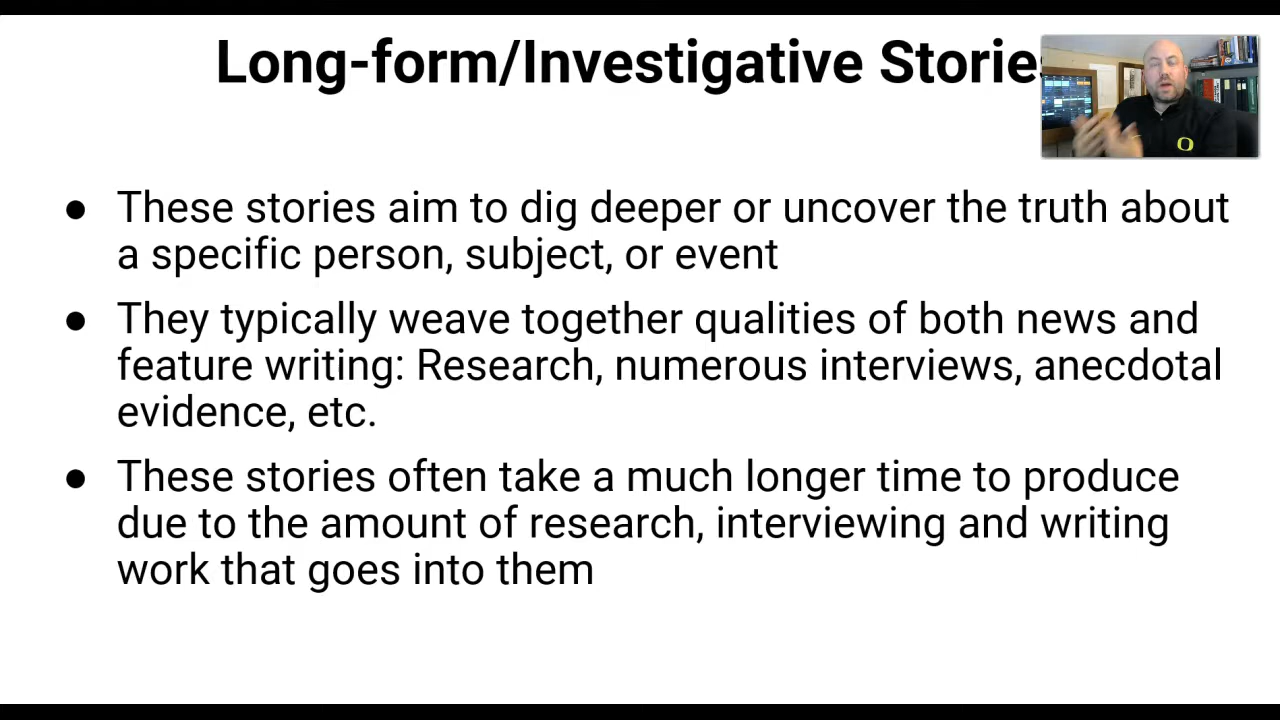 Long-form/Investigative Storie
● These stories aim to dig deeper or uncover the truth about
a specific person, subject, or event
● They typically weave together qualities of both news and
feature writing: Research, numerous interviews, anecdotal
evidence, etc.
● These stories often take a much longer time to produce
due to the amount of research, interviewing and writing
work that goes into them
O